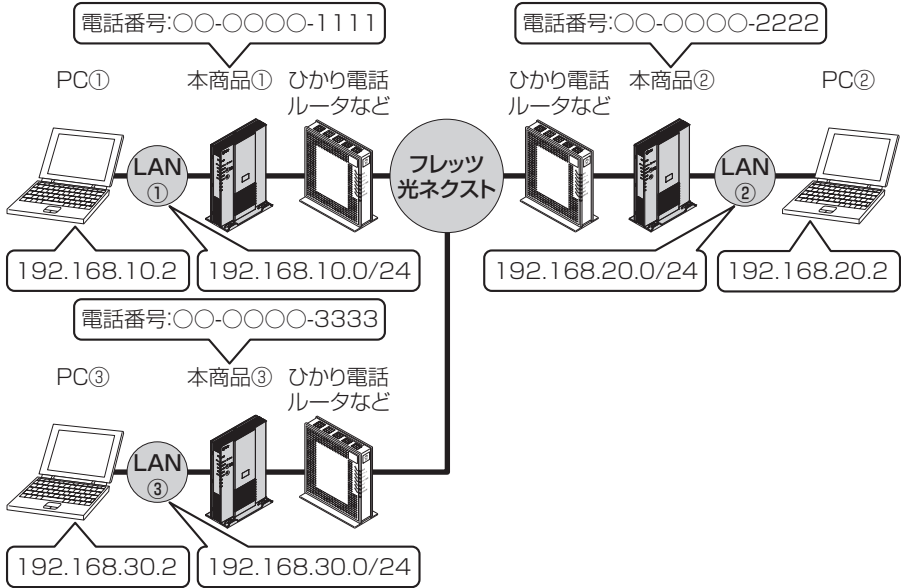 電話番号:○○-○○○○-1111
電話番号:○○-○○○○-2222
PC①
本商品①
ひかり電話
ルータなど
ひかり電話
ルータなど
本商品②
PC②
LAN
①
フレッツ
光ネクスト
LAN
②
192.168.10.2
192.168.10.0/24
192.168.20.0/24
192.168.20.2
電話番号:○○-○○○○-3333
PC③
本商品③
ひかり電話
ルータなど
LAN
③
192.168.30.2
192.168.30.0/24